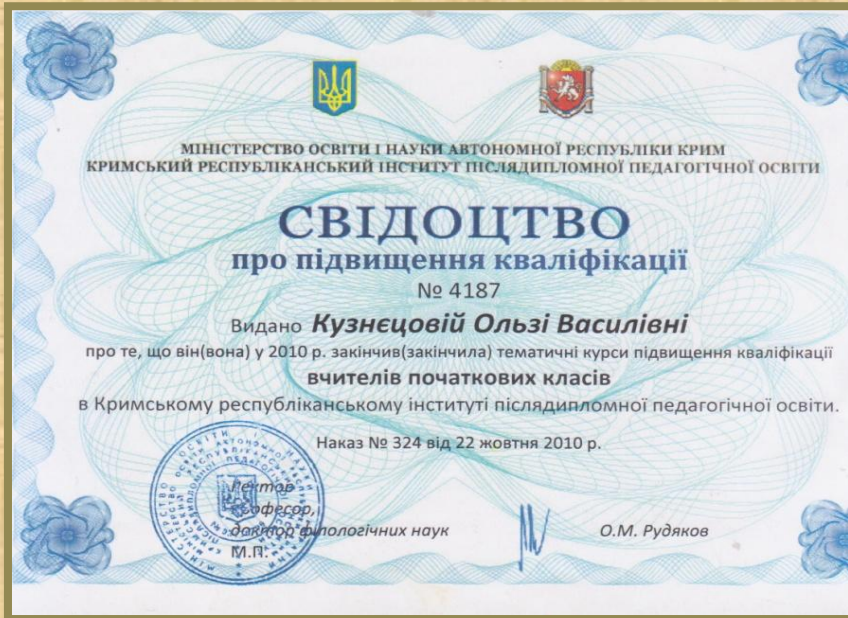 МІНІСТЕРСТВО ОСВІТИ І НАУКИ АВТОНОМНОЇ РЕСПУБЛІКИ КРИМ
КРИМСЬКИЙ РЕСПУБЛІКАНСЬКИЙ ІНСТИТУТ ПІСЛЯДИПЛОМНОЇ ПЕДАГОГІЧНОЇ ОСВІТИ
СВІДОЦТВО
про підвищення кваліфікації
№ 4187
Видано Кузнєцовій Ользі Василівні
про те, що він(вона) у 2010 р. закінчив(закінчила) тематичні курси підвищення кваліфікації
вчителів початкових класів
в Кримському республіканському інституті післядипломної педагогічної освіти.
Наказ № 324 від 22 жовтня 2010 р.
Ректор
професор,
доктор філологічних наук
О.М. Рудяков
М.П.